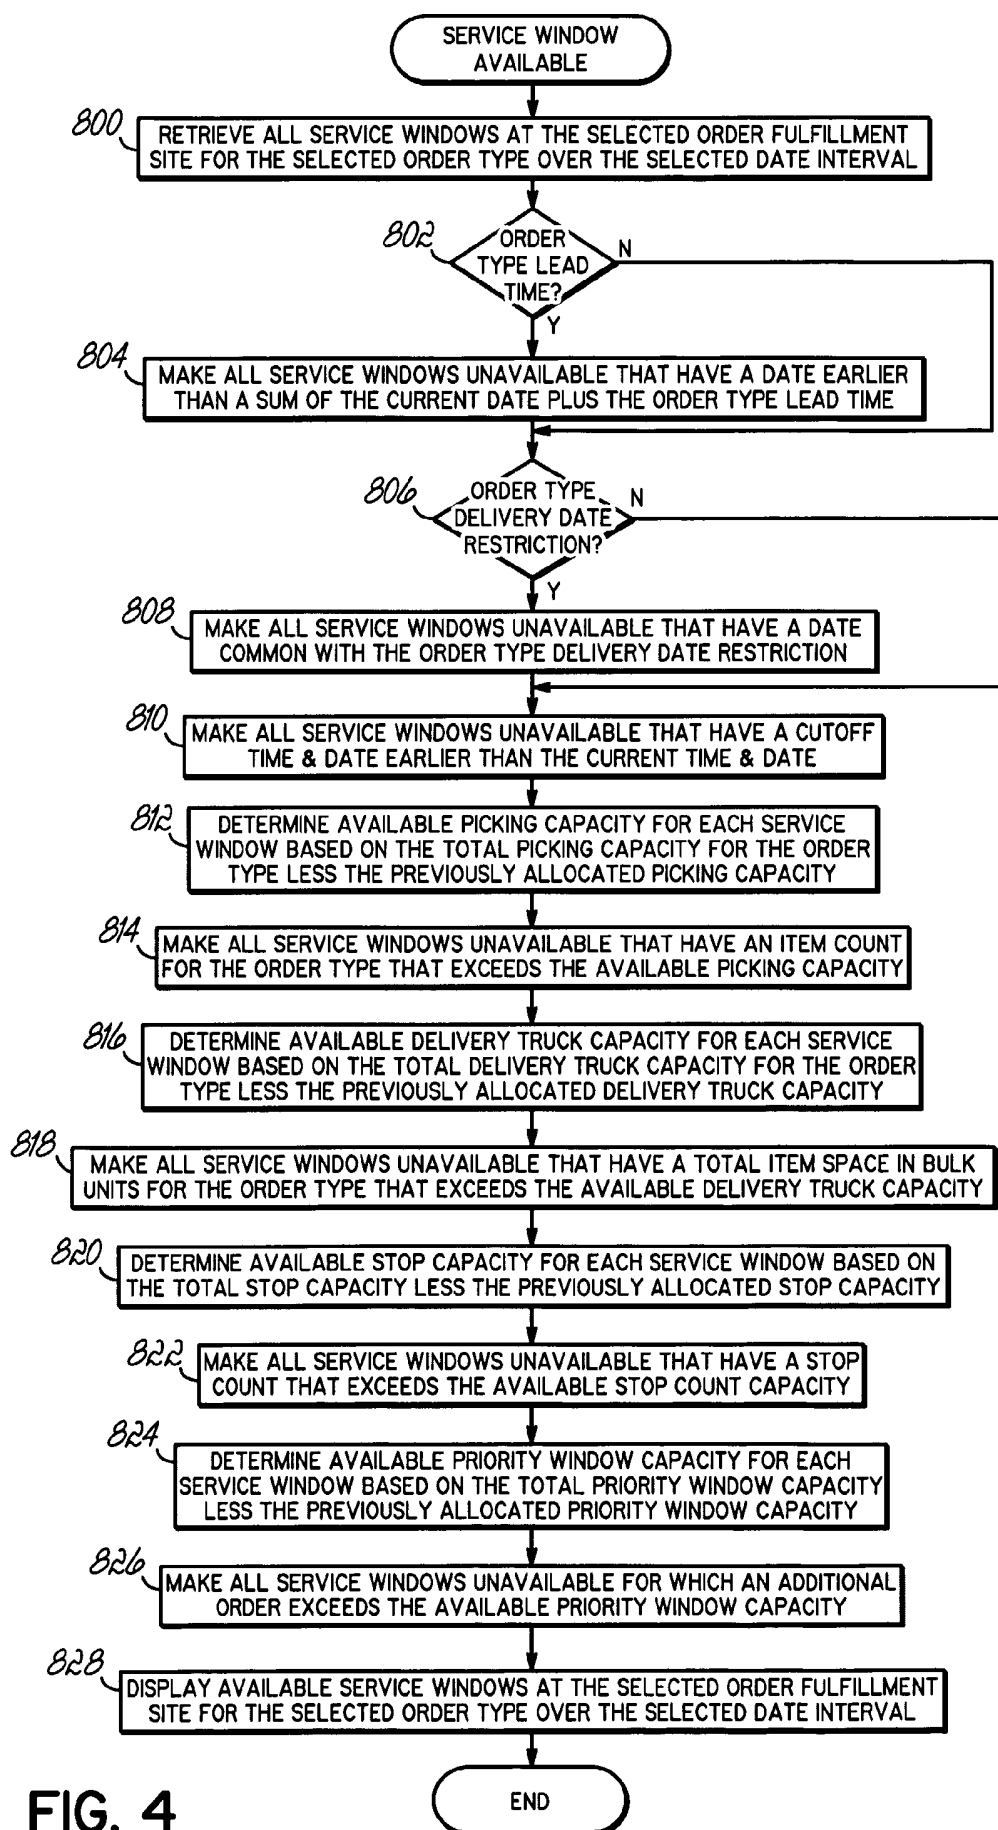 SERVICE WINDOW
AVAILABLE
800
RETRIEVE ALL SERVICE WINDOWS AT THE SELECTED ORDER FULFILLMENT
SITE FOR THE SELECTED ORDER TYPE OVER THE SELECTED DATE INTERVAL
802
ORDER
TYPE LEAD
TIME?
N
Y
804
MAKE ALL SERVICE WINDOWS UNAVAILABLE THAT HAVE A DATE EARLIER
THAN A SUM OF THE CURRENT DATE PLUS THE ORDER TYPE LEAD TIME
806
ORDER TYPE
DELIVERY DATE
RESTRICTION?
N
Y
808
MAKE ALL SERVICE WINDOWS UNAVAILABLE THAT HAVE A DATE
COMMON WITH THE ORDER TYPE DELIVERY DATE RESTRICTION
810
MAKE ALL SERVICE WINDOWS UNAVAILABLE THAT HAVE A CUTOFF
TIME & DATE EARLIER THAN THE CURRENT TIME & DATE
812
DETERMINE AVAILABLE PICKING CAPACITY FOR EACH SERVICE
WINDOW BASED ON THE TOTAL PICKING CAPACITY FOR THE ORDER
TYPE LESS THE PREVIOUSLY ALLOCATED PICKING CAPACITY
814
MAKE ALL SERVICE WINDOWS UNAVAILABLE THAT HAVE AN ITEM COUNT
FOR THE ORDER TYPE THAT EXCEEDS THE AVAILABLE PICKING CAPACITY
816
DETERMINE AVAILABLE DELIVERY TRUCK CAPACITY FOR EACH SERVICE
WINDOW BASED ON THE TOTAL DELIVERY TRUCK CAPACITY FOR THE ORDER
TYPE LESS THE PREVIOUSLY ALLOCATED DELIVERY TRUCK CAPACITY
818
MAKE ALL SERVICE WINDOWS UNAVAILABLE THAT HAVE A TOTAL ITEM SPACE IN BULK
UNITS FOR THE ORDER TYPE THAT EXCEEDS THE AVAILABLE DELIVERY TRUCK CAPACITY
820
DETERMINE AVAILABLE STOP CAPACITY FOR EACH SERVICE WINDOW BASED ON
THE TOTAL STOP CAPACITY LESS THE PREVIOUSLY ALLOCATED STOP CAPACITY
822
MAKE ALL SERVICE WINDOWS UNAVAILABLE THAT HAVE A STOP
COUNT THAT EXCEEDS THE AVAILABLE STOP COUNT CAPACITY
824
DETERMINE AVAILABLE PRIORITY WINDOW CAPACITY FOR EACH
SERVICE WINDOW BASED ON THE TOTAL PRIORITY WINDOW CAPACITY
LESS THE PREVIOUSLY ALLOCATED PRIORITY WINDOW CAPACITY
826
MAKE ALL SERVICE WINDOWS UNAVAILABLE FOR WHICH AN ADDITIONAL
ORDER EXCEEDS THE AVAILABLE PRIORITY WINDOW CAPACITY
828
DISPLAY AVAILABLE SERVICE WINDOWS AT THE SELECTED ORDER FULFILLMENT
SITE FOR THE SELECTED ORDER TYPE OVER THE SELECTED DATE INTERVAL
END
FIG. 4